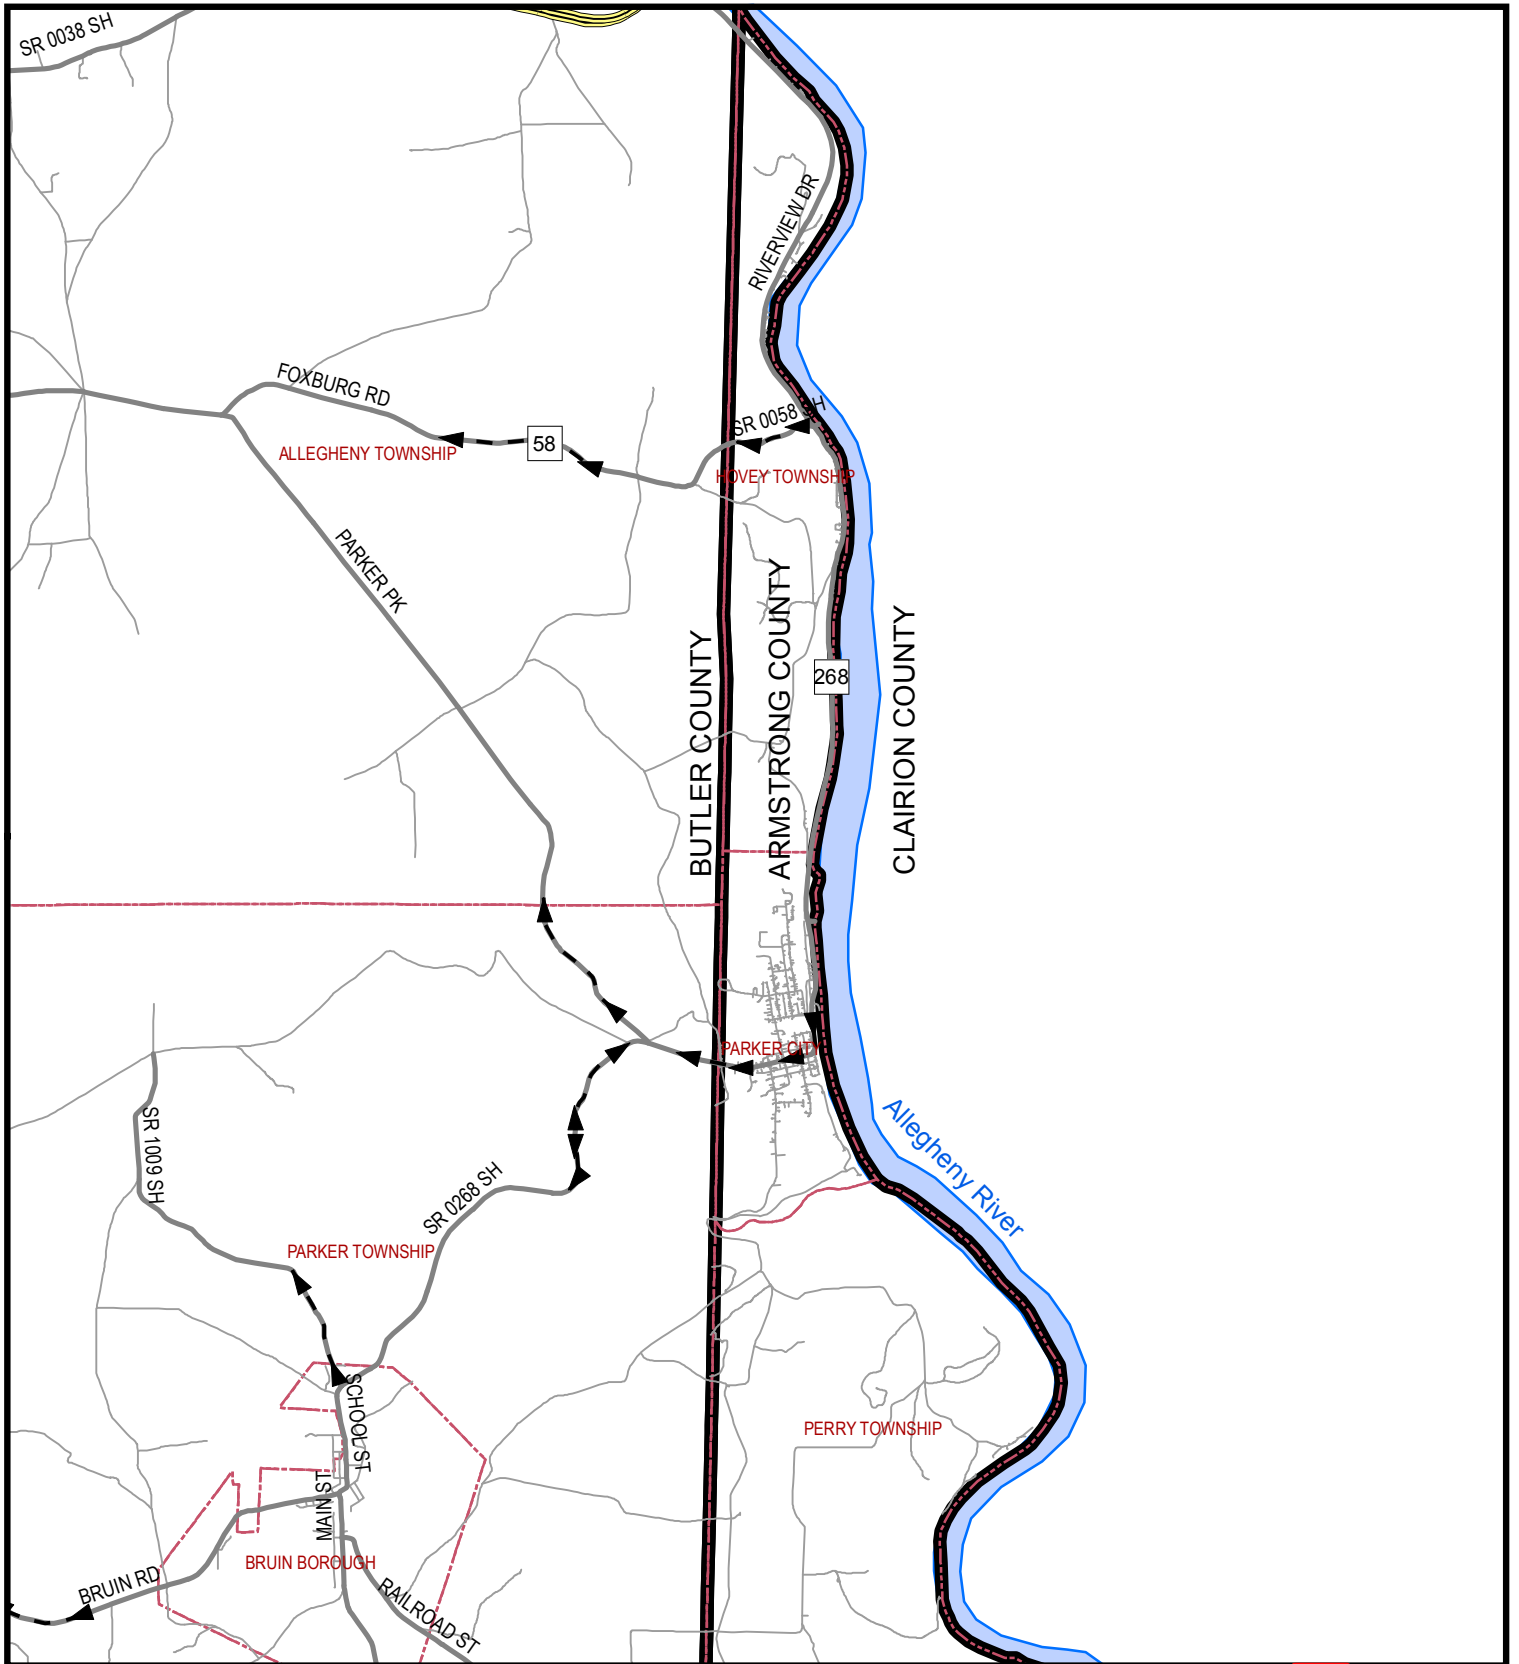 SR 0038 SH
RIVERVIEW DR
FOXBURG RD
SR 0058 SH
58
ALLEGHENY TOWNSHIP
HOVEY TOWNSHIP
PARKER PK
BUTLER COUNTY
ARMSTRONG COUNTY
CLAIRION COUNTY
268
PARKER CITY
Allegheny River
SR 1009 SH
SR 0268 SH
PARKER TOWNSHIP
SCHOOL ST
PERRY TOWNSHIP
MAIN ST
BRUIN BOROUGH
BRUIN RD
RAILROAD ST